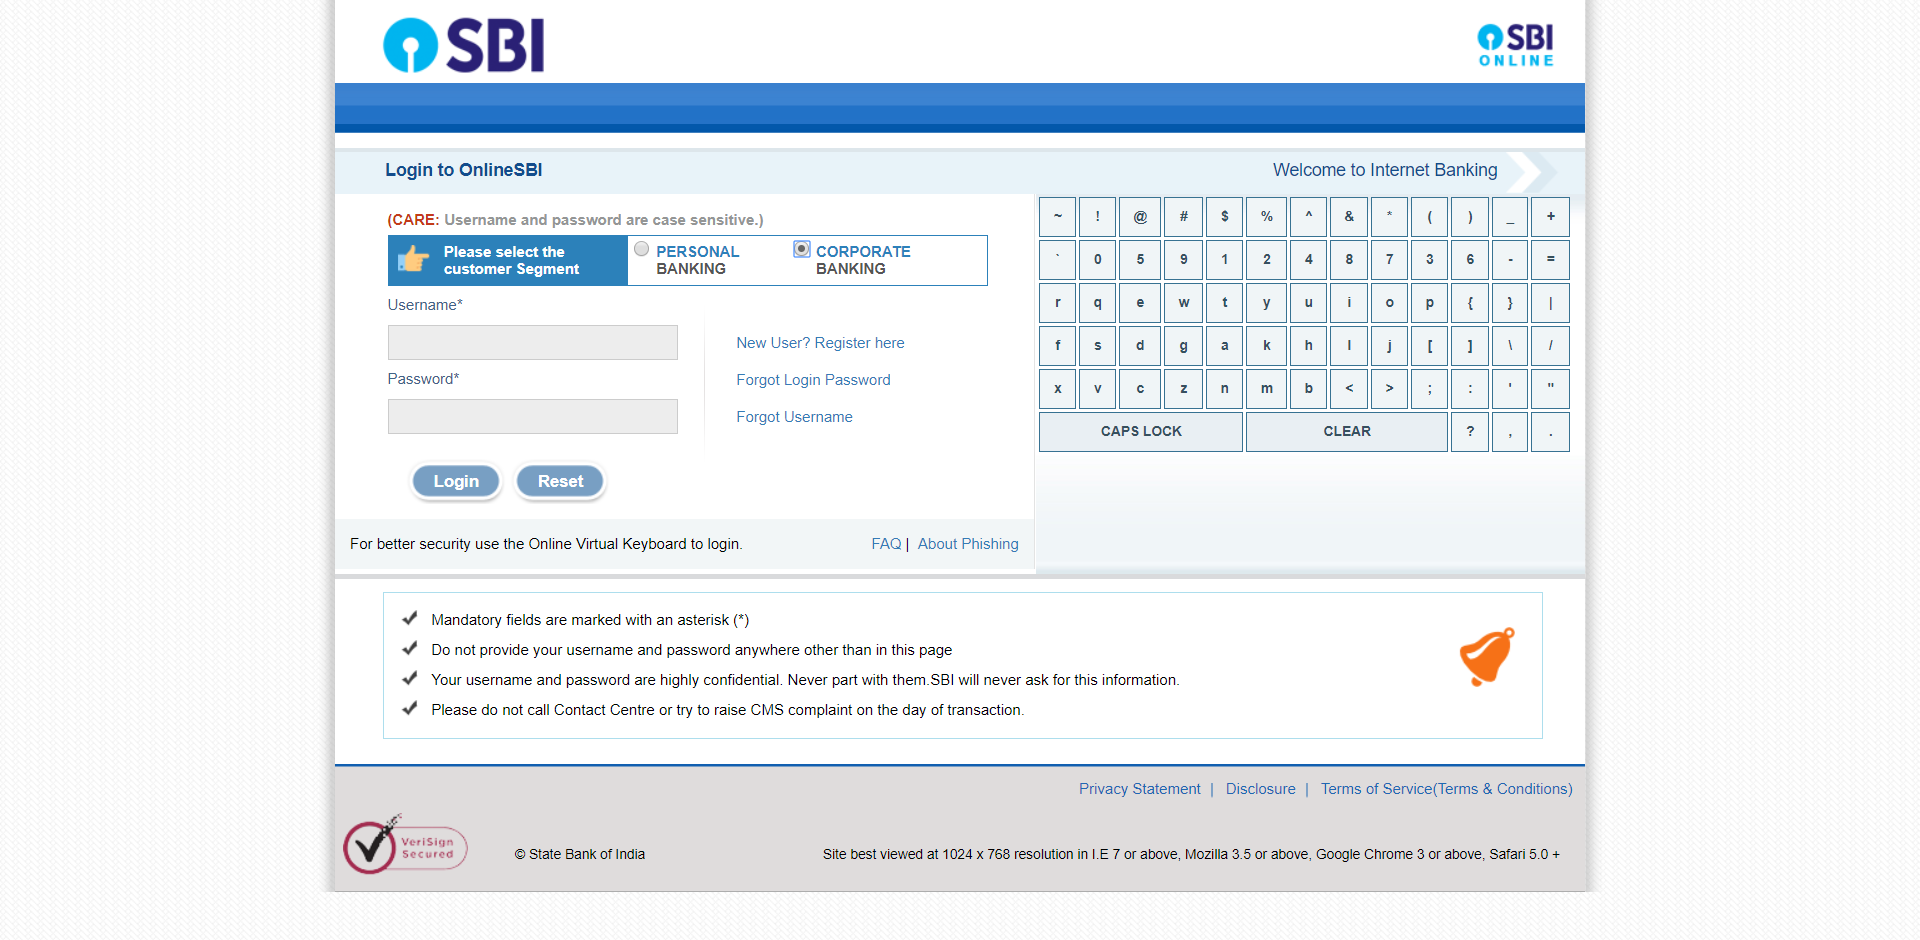 SBI
SBI
ONLINE
Login to OnlineSBI
Welcome to Internet Banking
(CARE: Username and password are case sensitive.)
Please select the
customer Segment
PERSONAL
BANKING
CORPORATE
BANKING
Username*
New User? Register here
Password*
Forgot Login Password
Forgot Username
Login
Reset
For better security use the Online Virtual Keyboard to login.
FAQ | About Phishing
~ ! @ # $ % ^ & * ( ) _ +
` 0 5 9 1 2 4 8 7 3 6 - =
r q e w t y u i o p { } |
f s d g a k h l j [ ] \ /
x v c z n m b < > ; : ' "
CAPS LOCK CLEAR ? , .
Mandatory fields are marked with an asterisk (*)
Do not provide your username and password anywhere other than in this page
Your username and password are highly confidential. Never part with them.SBI will never ask for this information.
Please do not call Contact Centre or try to raise CMS complaint on the day of transaction.
Privacy Statement | Disclosure | Terms of Service(Terms & Conditions)
VeriSign
Secured
© State Bank of India
Site best viewed at 1024 x 768 resolution in I.E 7 or above, Mozilla 3.5 or above, Google Chrome 3 or above, Safari 5.0 +